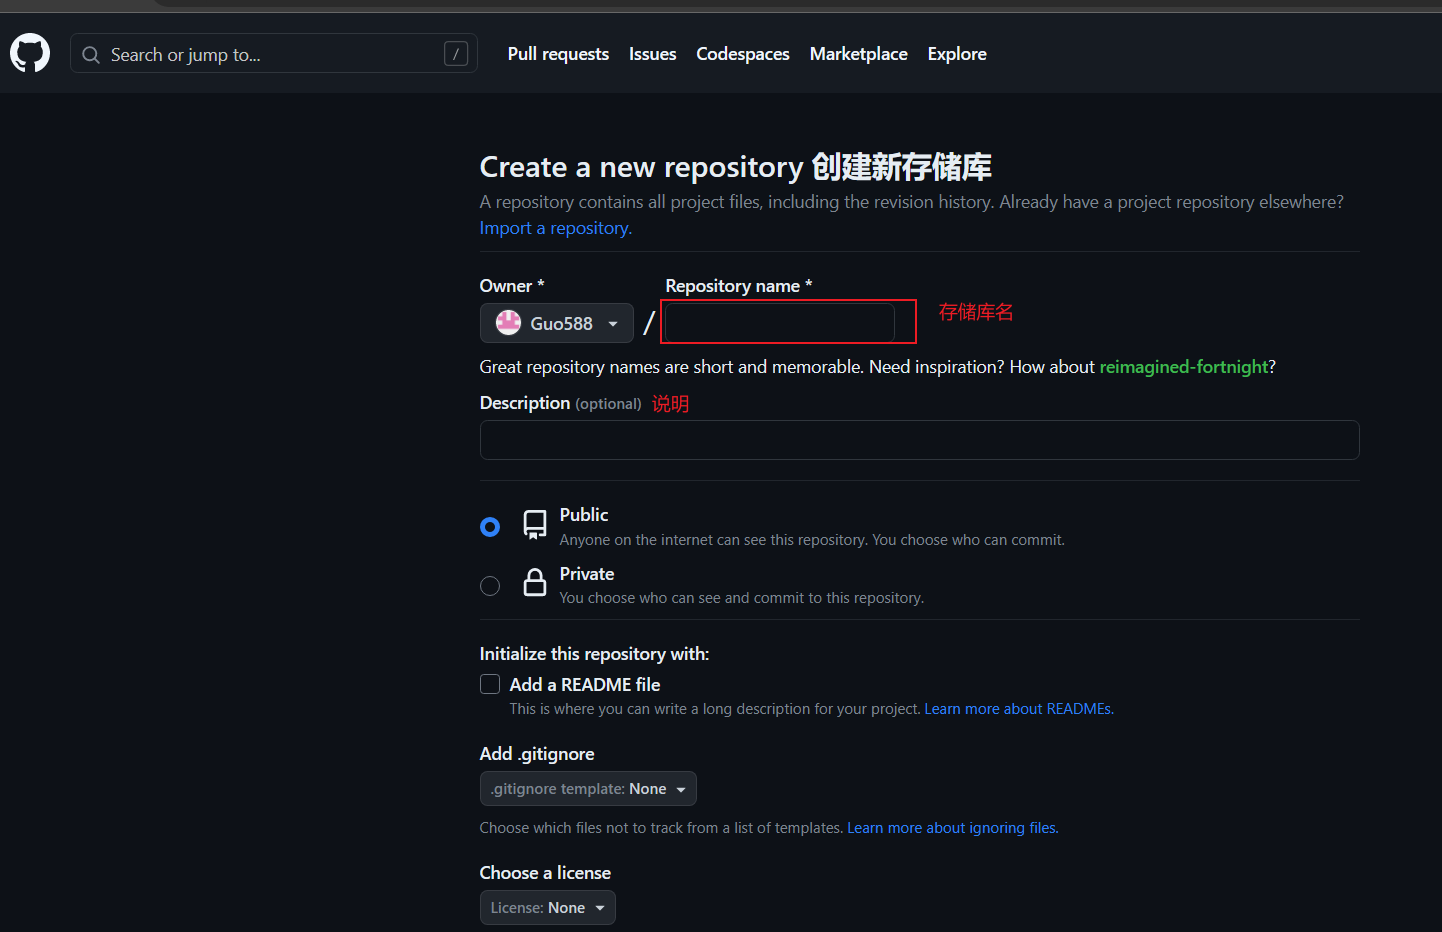 Search or jump to... / Pull requests Issues Codespaces Marketplace Explore
Create a new repository 创建新存储库
A repository contains all project files, including the revision history. Already have a project repository elsewhere?
Import a repository.
Owner * Repository name *
Guo588 / 存储库名
Great repository names are short and memorable. Need inspiration? How about reimagined-fortnight?
Description (optional) 说明
Public
Anyone on the internet can see this repository. You choose who can commit.
Private
You choose who can see and commit to this repository.
Initialize this repository with:
Add a README file
This is where you can write a long description for your project. Learn more about READMEs.
Add .gitignore
.gitignore template: None
Choose which files not to track from a list of templates. Learn more about ignoring files.
Choose a license
License: None